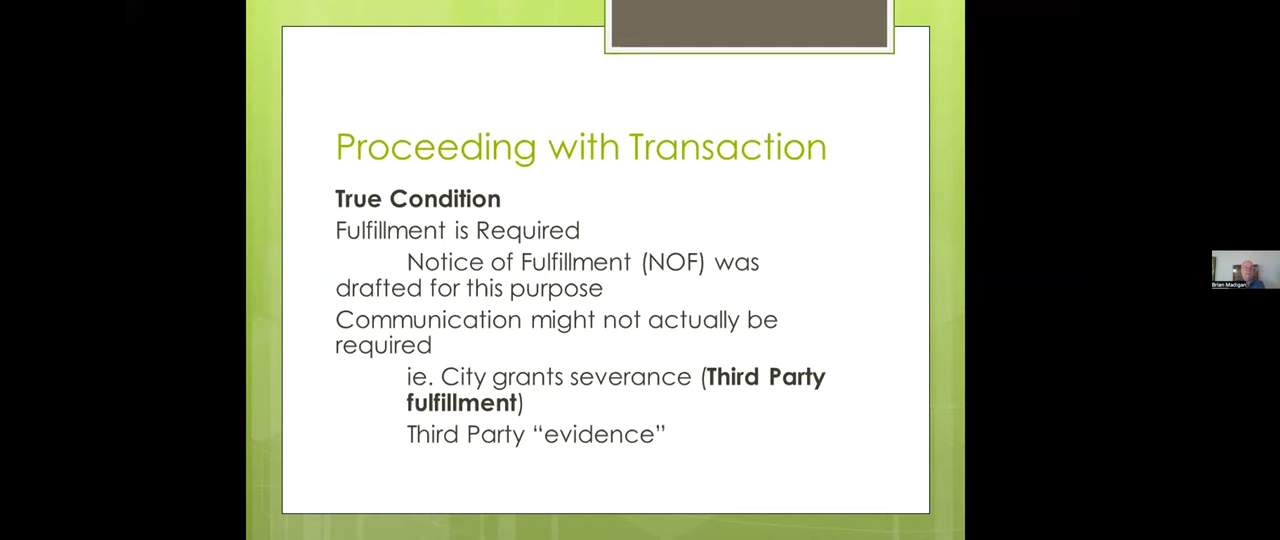 Proceeding with Transaction
True Condition
Fulfillment is Required
Notice of Fulfillment (NOF) was
drafted for this purpose
Communication might not actually be
required
ie. City grants severance (Third Party
fulfillment)
Third Party “evidence”
Brian Madigan